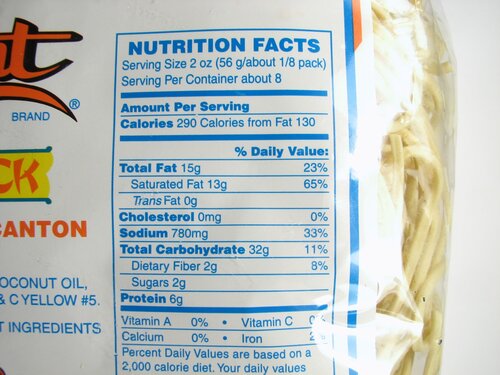 ®
BRAND
CK
CANTON
OCONUT OIL,
& C YELLOW #5.
T INGREDIENTS
NUTRITION FACTS
Serving Size 2 oz (56 g/about 1/8 pack)
Serving Per Container about 8
Amount Per Serving
Calories 290 Calories from Fat 130
% Daily Value:
Total Fat 15g 23%
Saturated Fat 13g 65%
Trans Fat 0g
Cholesterol 0mg 0%
Sodium 780mg 33%
Total Carbohydrate 32g 11%
Dietary Fiber 2g 8%
Sugars 2g
Protein 6g
Vitamin A 0% • Vitamin C 0%
Calcium 0% • Iron
Percent Daily Values are based on a
2,000 calorie diet. Your daily values